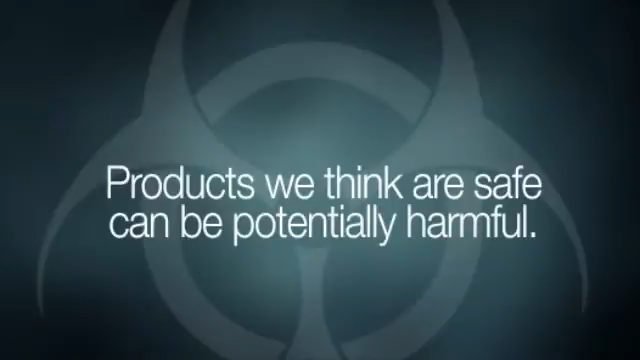 Products we think are safe
can be potentially harmful.